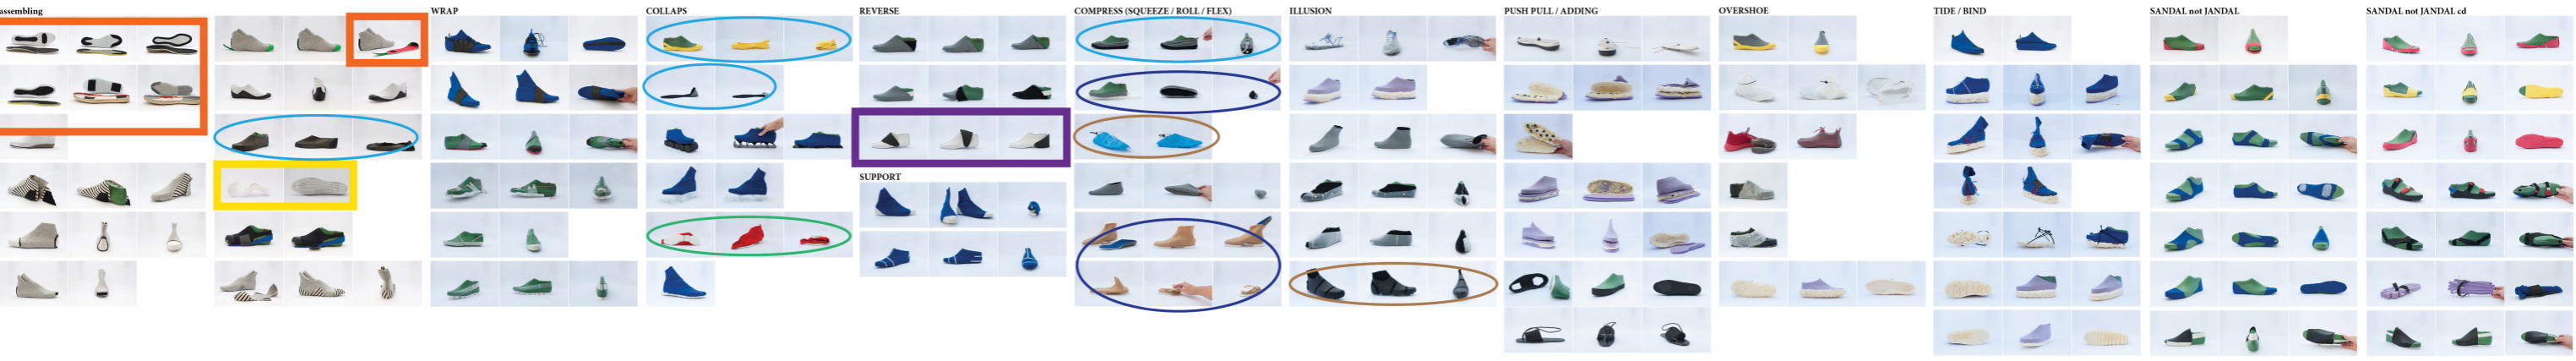 assembling
WRAP
COLLAPS
REVERSE
COMPRESS (SQUEEZE / ROLL / FLEX)
ILLUSION
PUSH PULL / ADDING
OVERSHOE
TIDE / BIND
SANDAL not JANDAL
SANDAL not JANDAL cd
SUPPORT